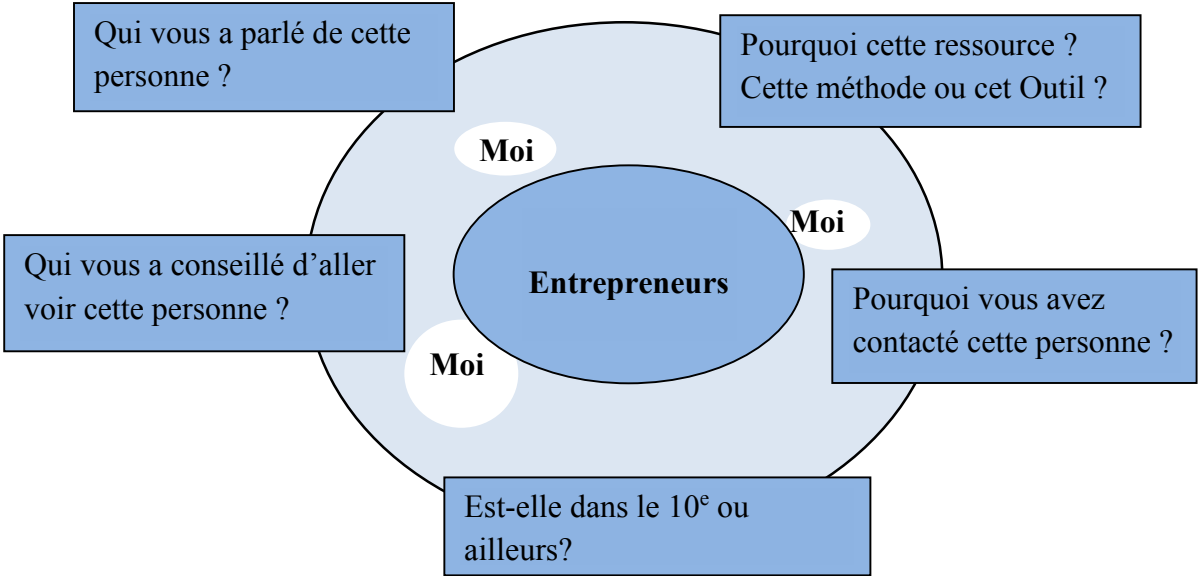 Qui vous a parlé de cette
personne ?
Pourquoi cette ressource ?
Cette méthode ou cet Outil ?
Moi
Moi
Qui vous a conseillé d’aller
voir cette personne ?
Entrepreneurs
Pourquoi vous avez
contacté cette personne ?
Moi
Est-elle dans le 10e ou
ailleurs?